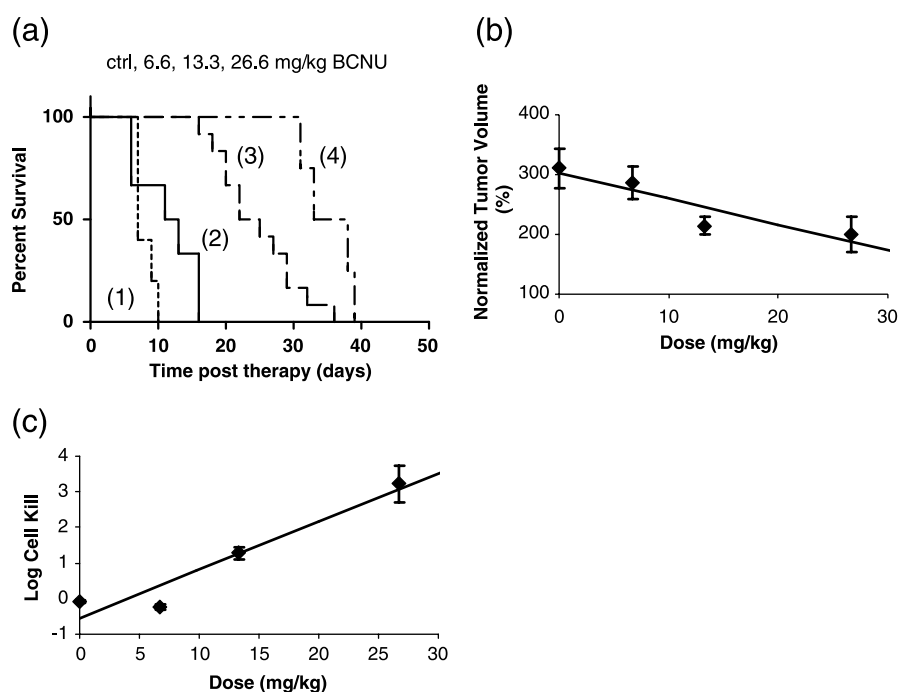 (a)
ctrl, 6.6, 13.3, 26.6 mg/kg BCNU
100
50
0
Percent Survival
(1)
(2)
(3)
(4)
0 10 20 30 40 50
Time post therapy (days)
(b)
400
300
200
100
Normalized Tumor Volume
(%)
0 10 20 30
Dose (mg/kg)
(c)
4
3
2
1
0
-1
Log Cell Kill
0 5 10 15 20 25 30
Dose (mg/kg)